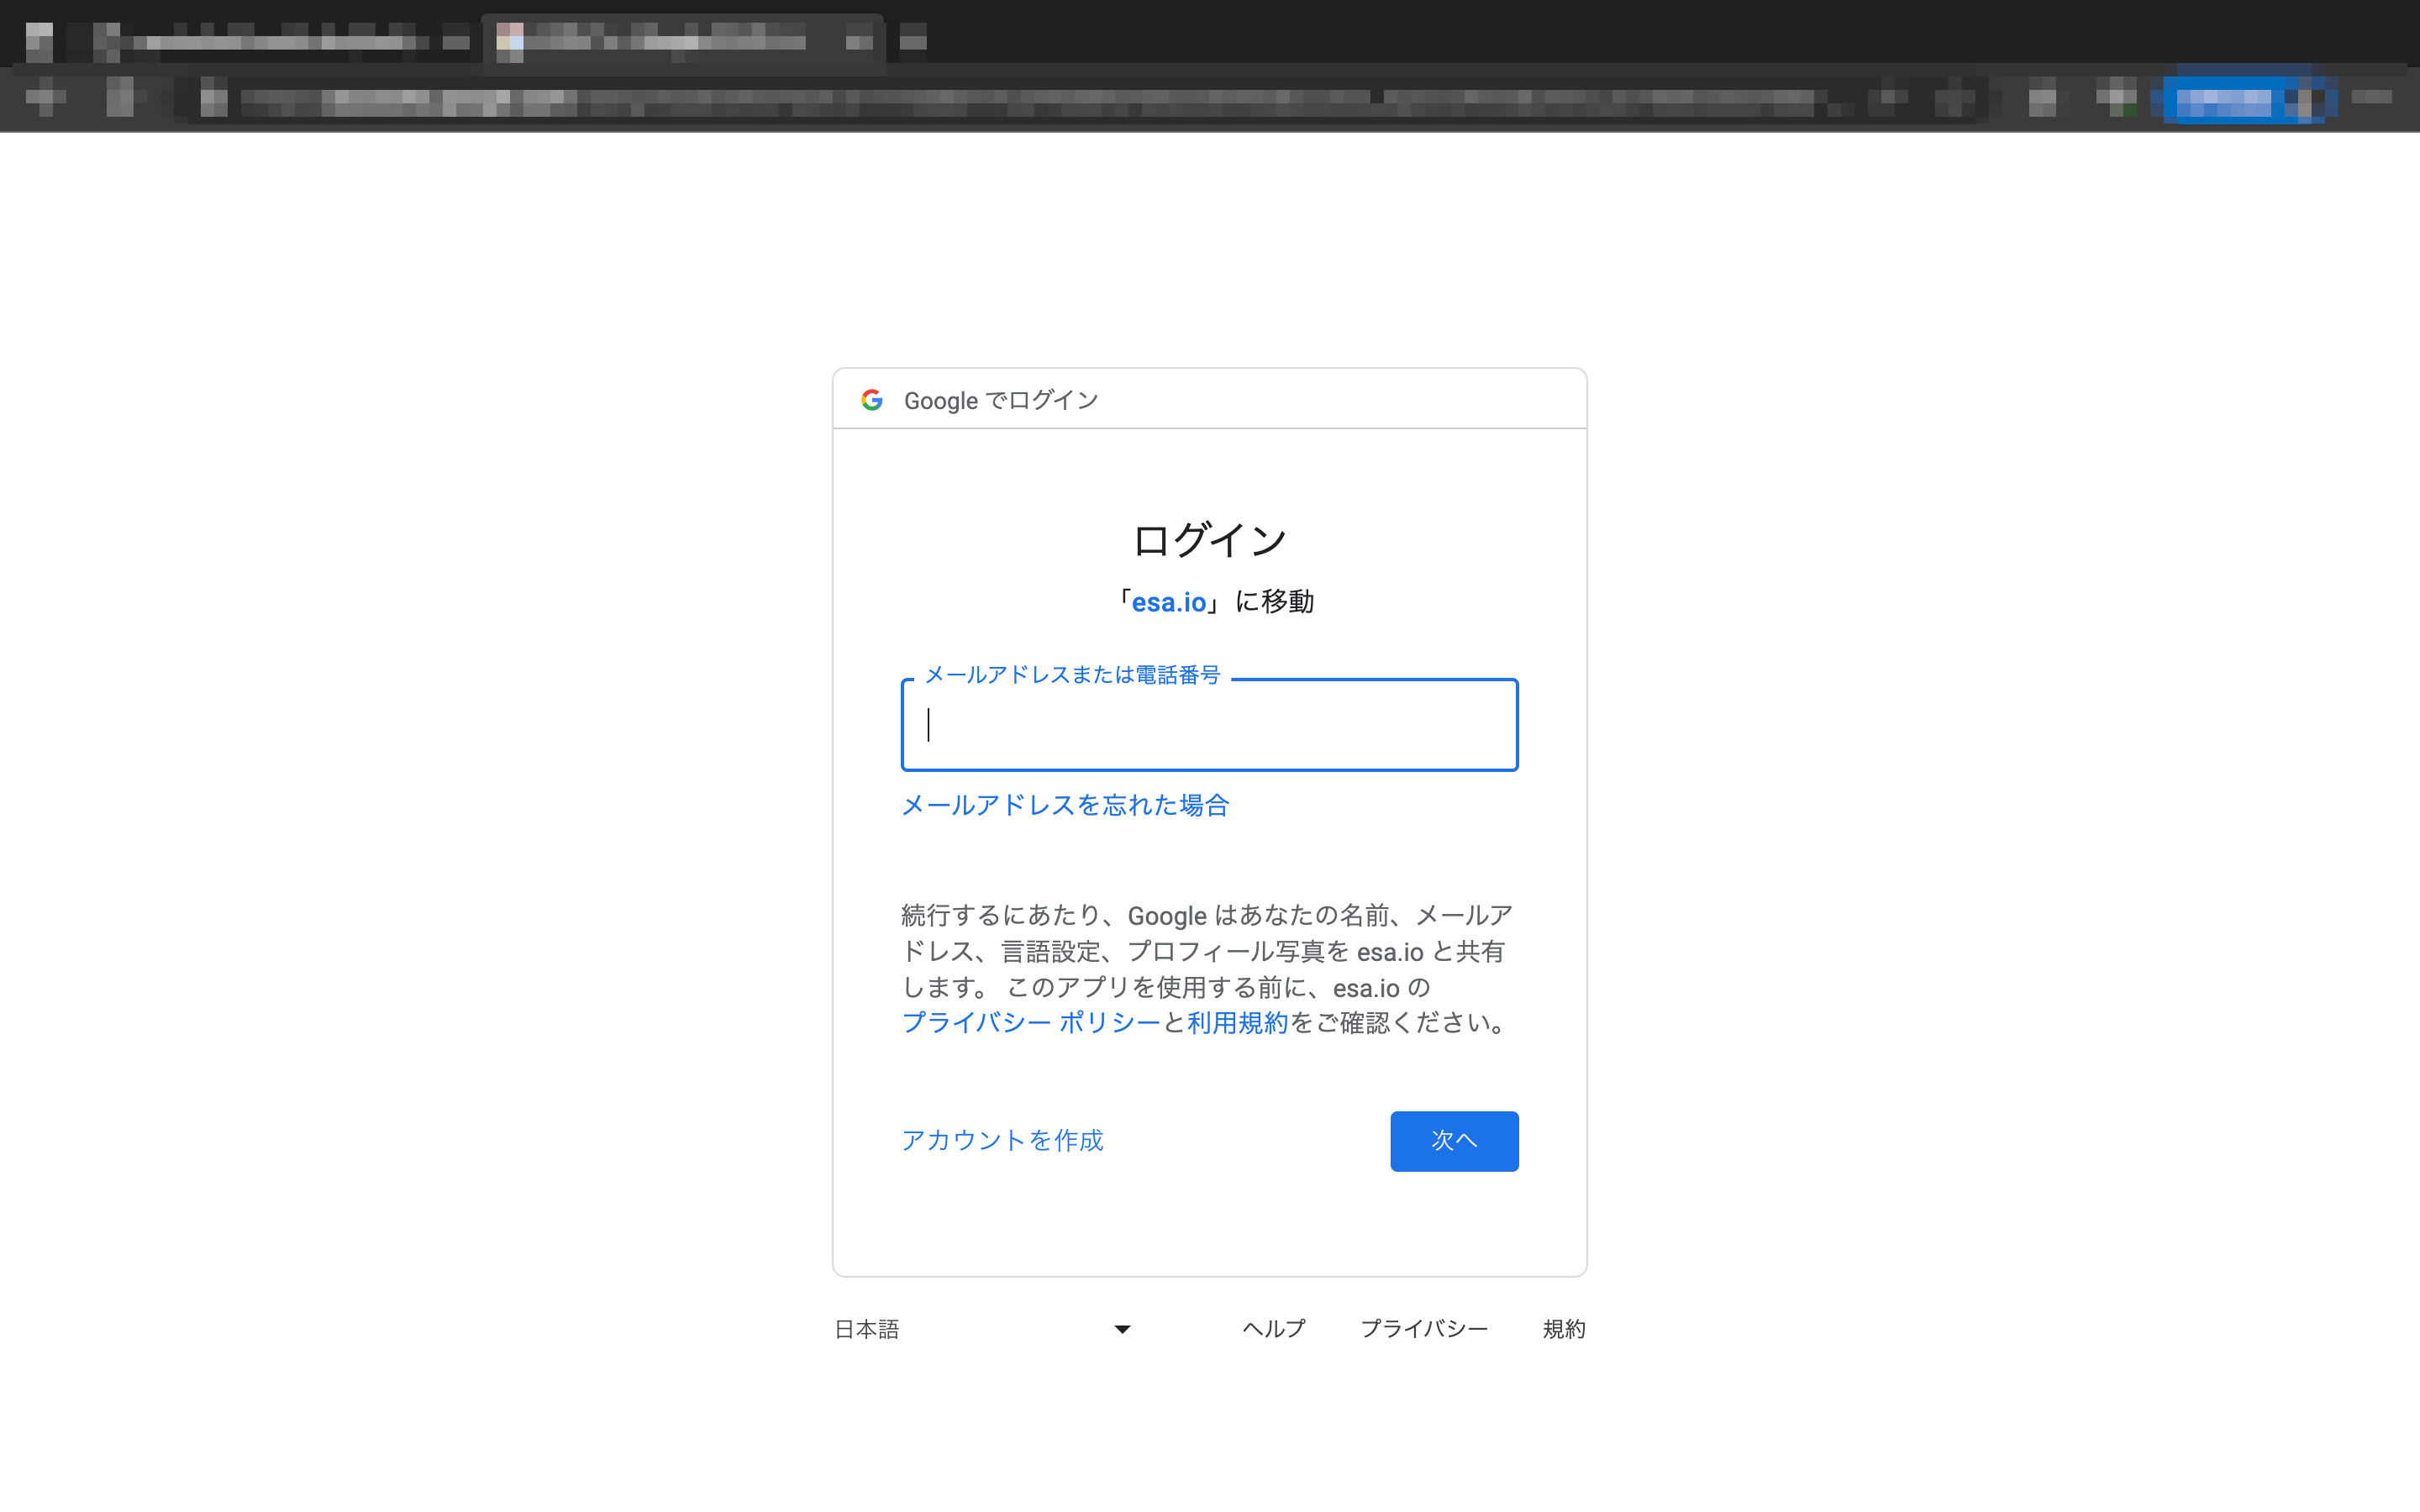 Google でログイン
ログイン
「esa.io」に移動
メールアドレスまたは電話番号
メールアドレスを忘れた場合
続行するにあたり、Google はあなたの名前、メールア
ドレス、言語設定、プロフィール写真を esa.io と共有
します。 このアプリを使用する前に、esa.io の
プライバシー ポリシーと利用規約をご確認ください。
アカウントを作成 次へ
日本語 ヘルプ プライバシー 規約